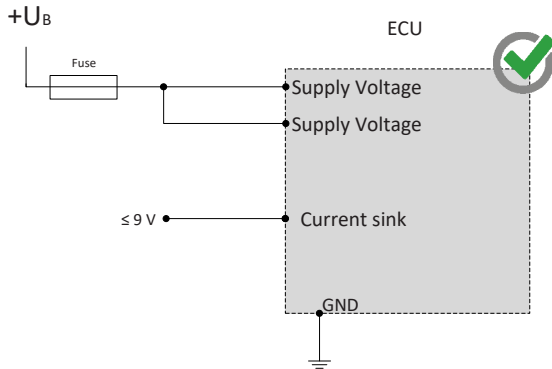 +UB
ECU
Fuse
Supply Voltage
Supply Voltage
≤ 9 V
Current sink
GND